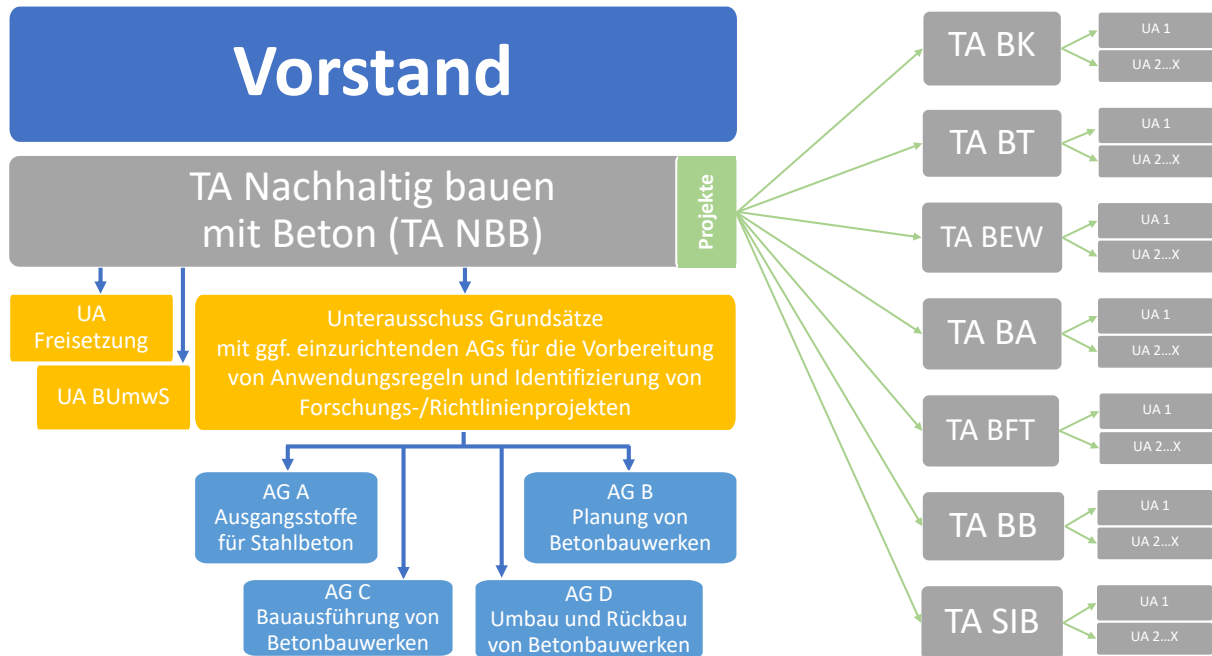 Vorstand
TA Nachhaltig bauen
mit Beton (TA NBB)
Projekte
UA
Freisetzung
UA BUmwS
Unterausschuss Grundsätze
mit ggf. einzurichtenden AGs für die Vorbereitung
von Anwendungsregeln und Identifizierung von
Forschungs-/Richtlinienprojekten
AG A
Ausgangsstoffe
für Stahlbeton
AG B
Planung von
Betonbauwerken
AG C
Bauausführung von
Betonbauwerken
AG D
Umbau und Rückbau
von Betonbauwerken
TA BK
UA 1
UA 2...X
TA BT
UA 1
UA 2...X
TA BEW
UA 1
UA 2...X
TA BA
UA 1
UA 2...X
TA BFT
UA 1
UA 2...X
TA BB
UA 1
UA 2...X
TA SIB
UA 1
UA 2...X